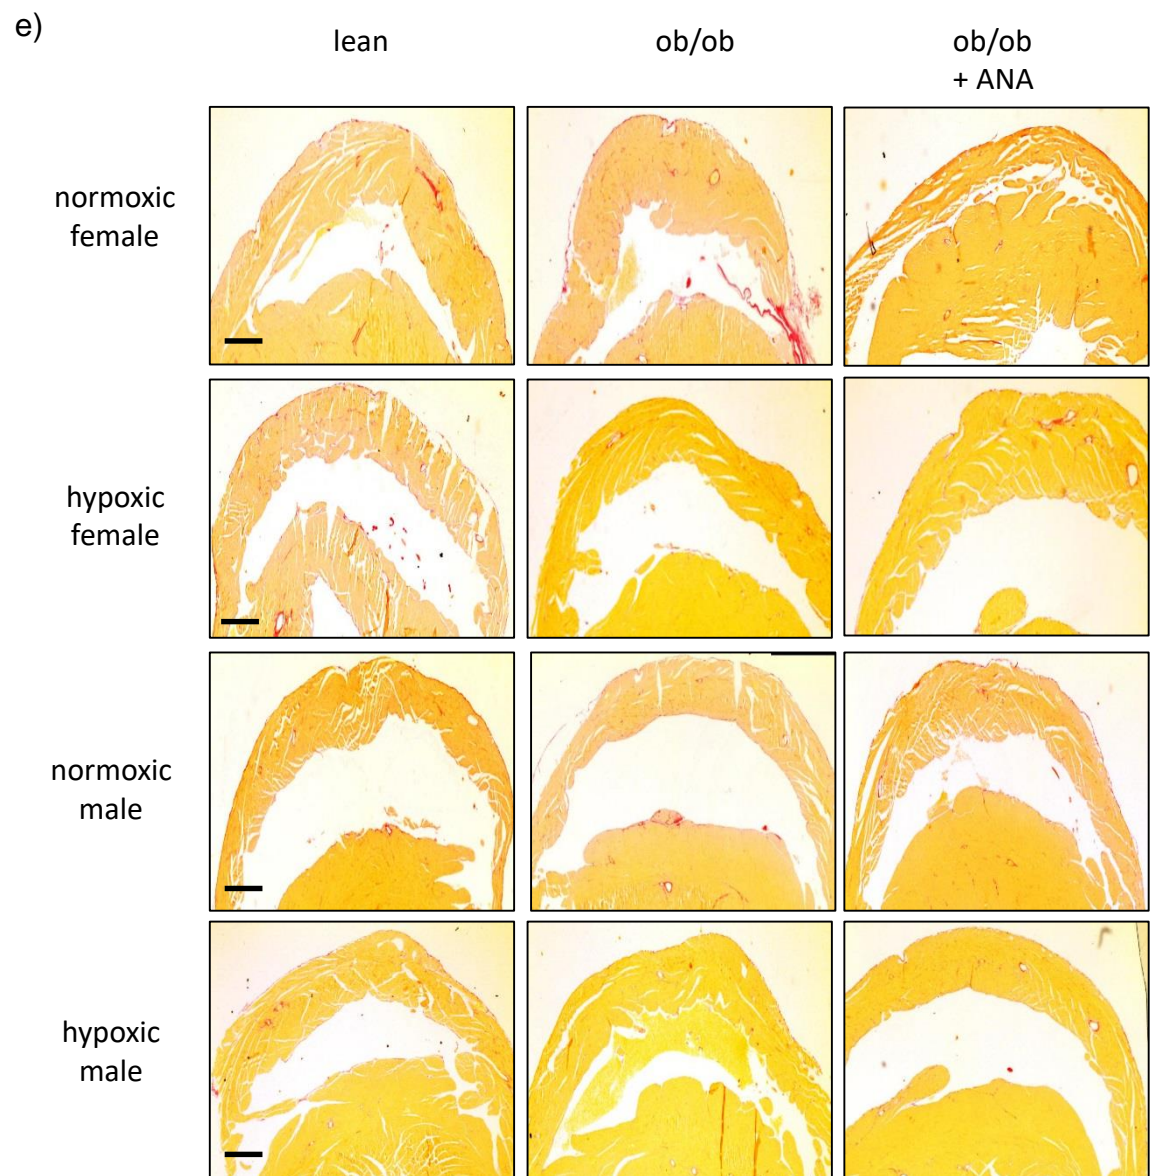 e)
lean
ob/ob
ob/ob
+ ANA
normoxic
female
hypoxic
female
normoxic
male
hypoxic
male